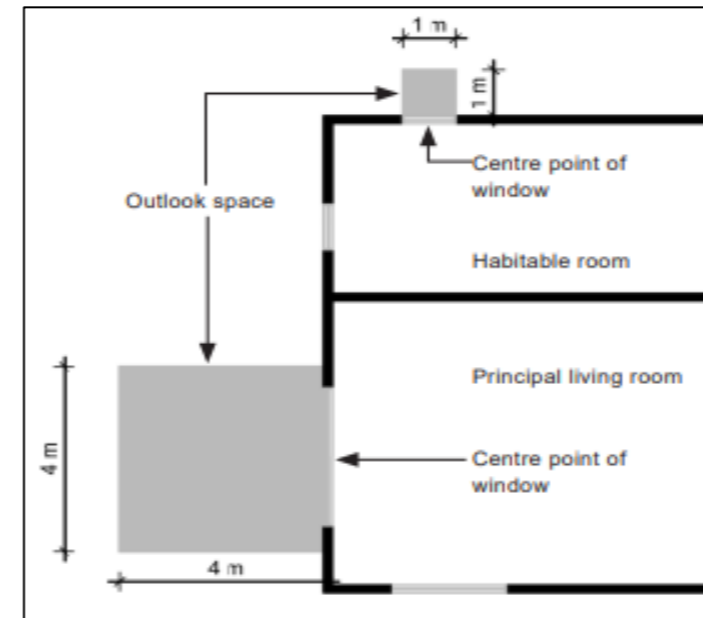 1 m
1 m
Centre point of
window
Outlook space
Habitable room
Principal living room
4 m
Centre point of
window
4 m